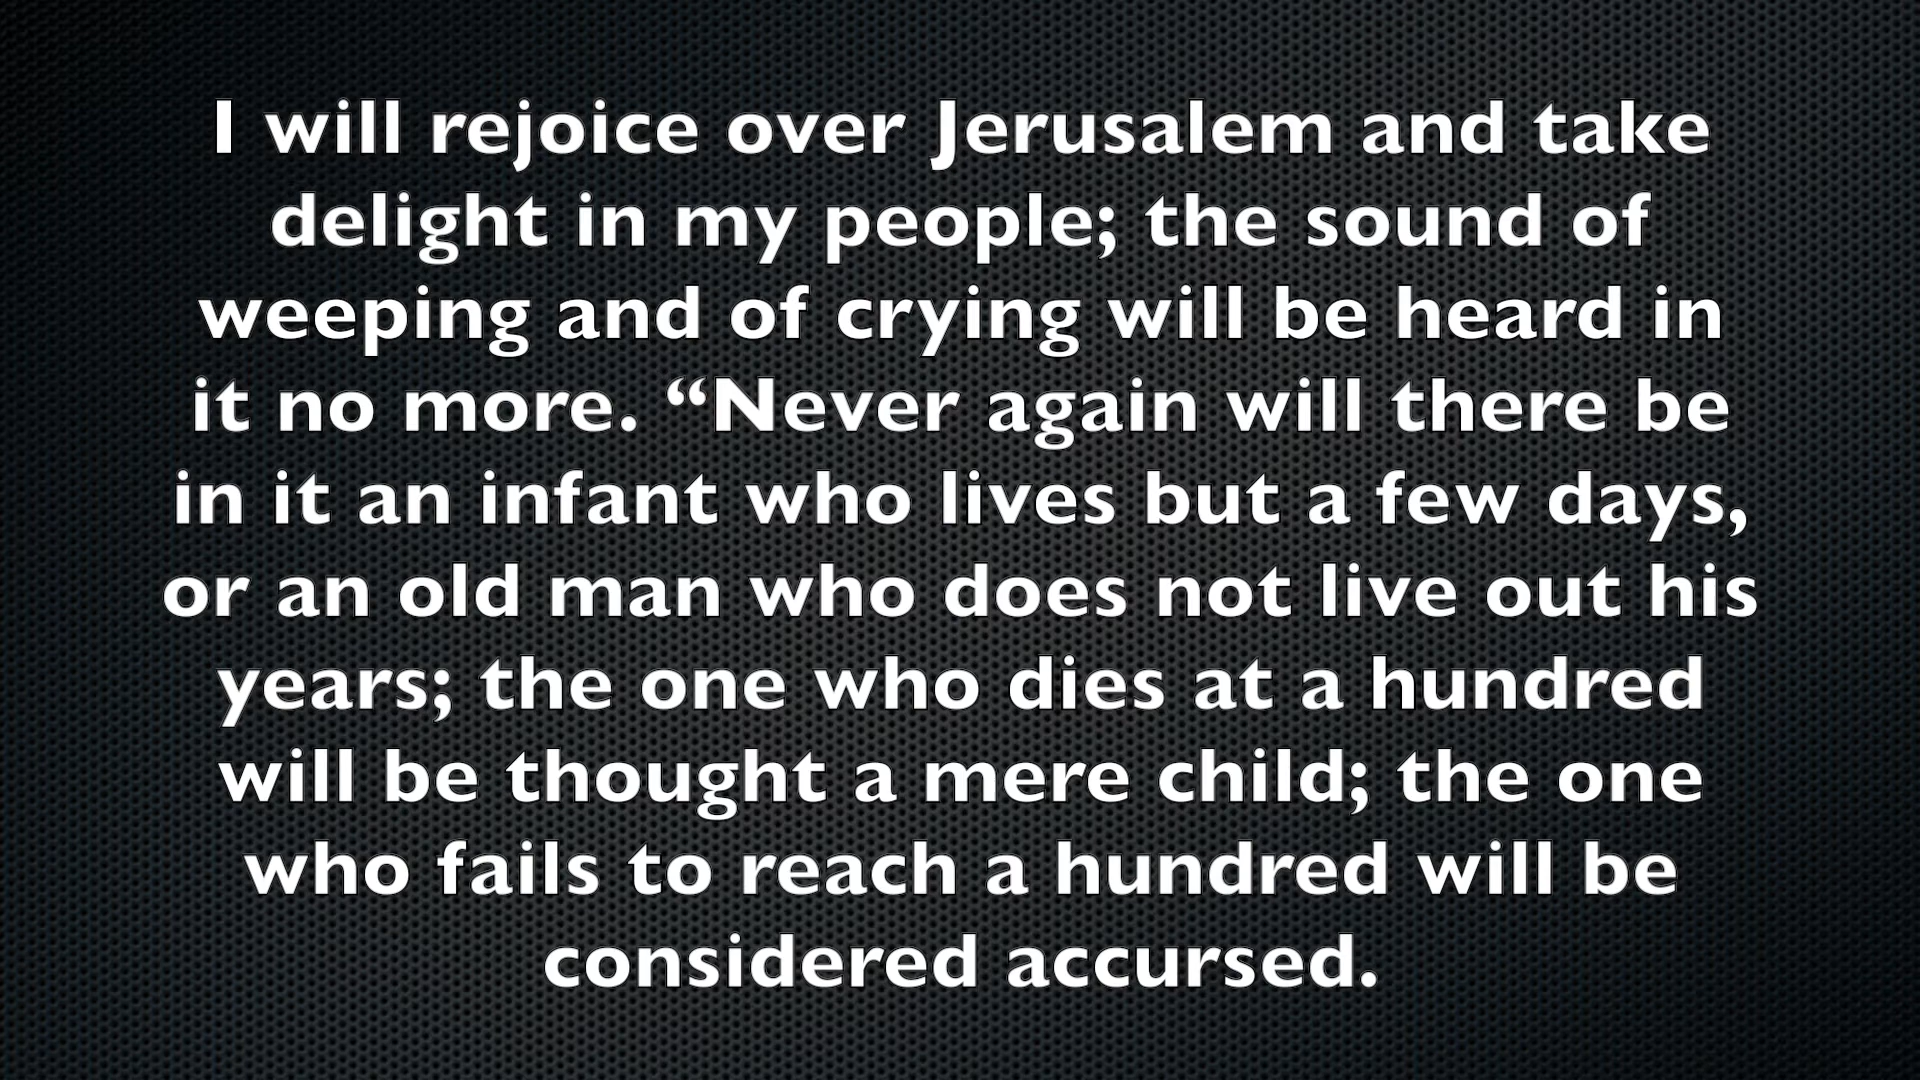 I will rejoice over Jerusalem and take
delight in my people; the sound of
weeping and of crying will be heard in
it no more. “Never again will there be
in it an infant who lives but a few days,
or an old man who does not live out his
years; the one who dies at a hundred
will be thought a mere child; the one
who fails to reach a hundred will be
considered accursed.